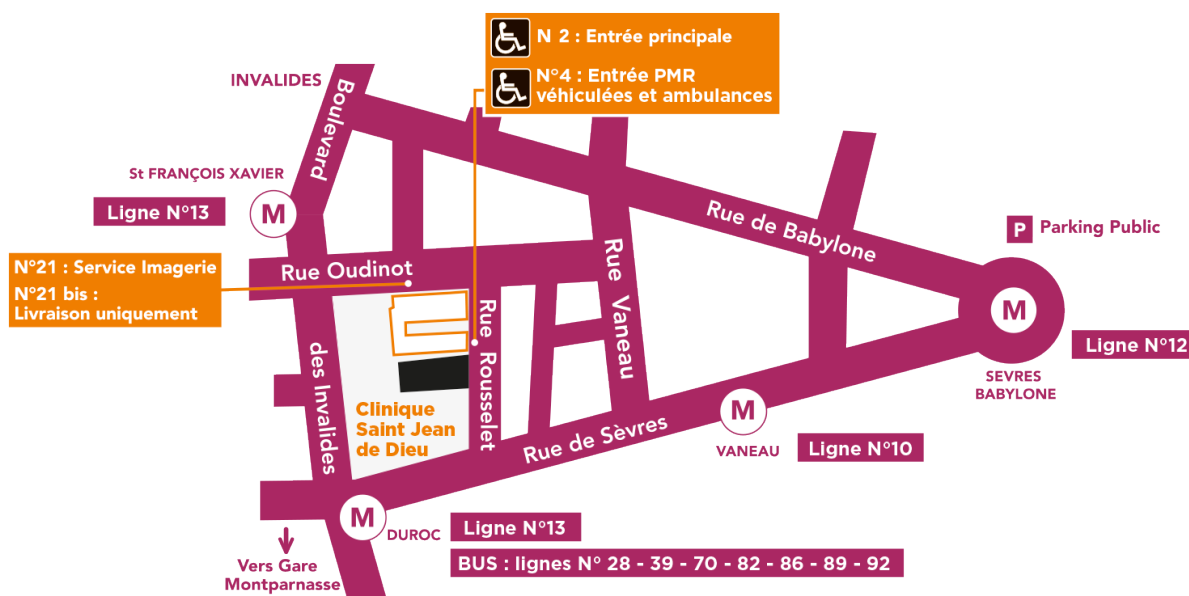 N 2 : Entrée principale
N°4 : Entrée PMR
véhiculées et ambulances
INVALIDES
Boulevard
St FRANÇOIS XAVIER
M
Ligne N°13
Rue de Babylone
P
Parking Public
N°21 : Service Imagerie
N°21 bis :
Livraison uniquement
Rue Oudinot
Rue Vaneau
Rue Rousselet
des Invalides
M
Ligne N°12
SEVRES
BABYLONE
Clinique
Saint Jean
de Dieu
Rue de Sèvres
M
VANEAU
Ligne N°10
M
DUROC
Ligne N°13
BUS : lignes N° 28 - 39 - 70 - 82 - 86 - 89 - 92
Vers Gare
Montparnasse